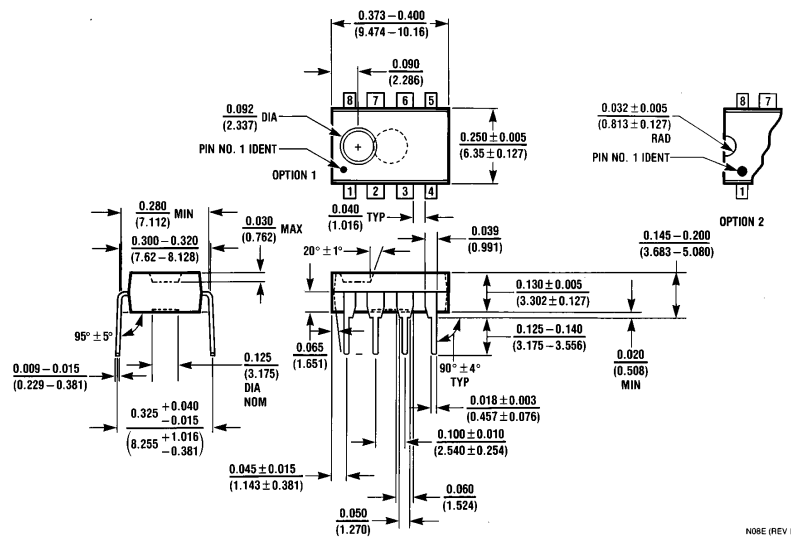 0.373 – 0.400
(9.474 – 10.16)
0.090
(2.286)
8 7 6 5
0.092
(2.337)
DIA
PIN NO. 1 IDENT
OPTION 1
1 2 3 4
0.250 ± 0.005
(6.35 ± 0.127)
0.032 ± 0.005
(0.813 ± 0.127)
RAD
PIN NO. 1 IDENT
8 7
1
OPTION 2
0.280
(7.112)
MIN
0.300 – 0.320
(7.62 – 8.128)
0.030
(0.762)
MAX
0.040
(1.016)
TYP
0.039
(0.991)
0.145 – 0.200
(3.683 – 5.080)
20° ± 1°
0.130 ± 0.005
(3.302 ± 0.127)
95° ± 5°
0.009 – 0.015
(0.229 – 0.381)
0.125
(3.175)
DIA
NOM
0.065
(1.651)
0.125 – 0.140
(3.175 – 3.556)
90° ± 4°
TYP
0.020
(0.508)
MIN
0.325 +0.040
−0.015
(8.255 +1.016
−0.381)
0.018 ± 0.003
(0.457 ± 0.076)
0.100 ± 0.010
(2.540 ± 0.254)
0.045 ± 0.015
(1.143 ± 0.381)
0.060
(1.524)
0.050
(1.270)
N08E (REV